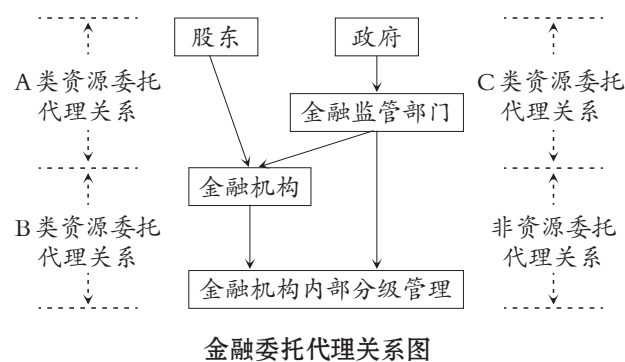 股东
政府
A类资源委托
代理关系
C类资源委托
代理关系
金融监管部门
金融机构
B类资源委托
代理关系
非资源委托
代理关系
金融机构内部分级管理
金融委托代理关系图